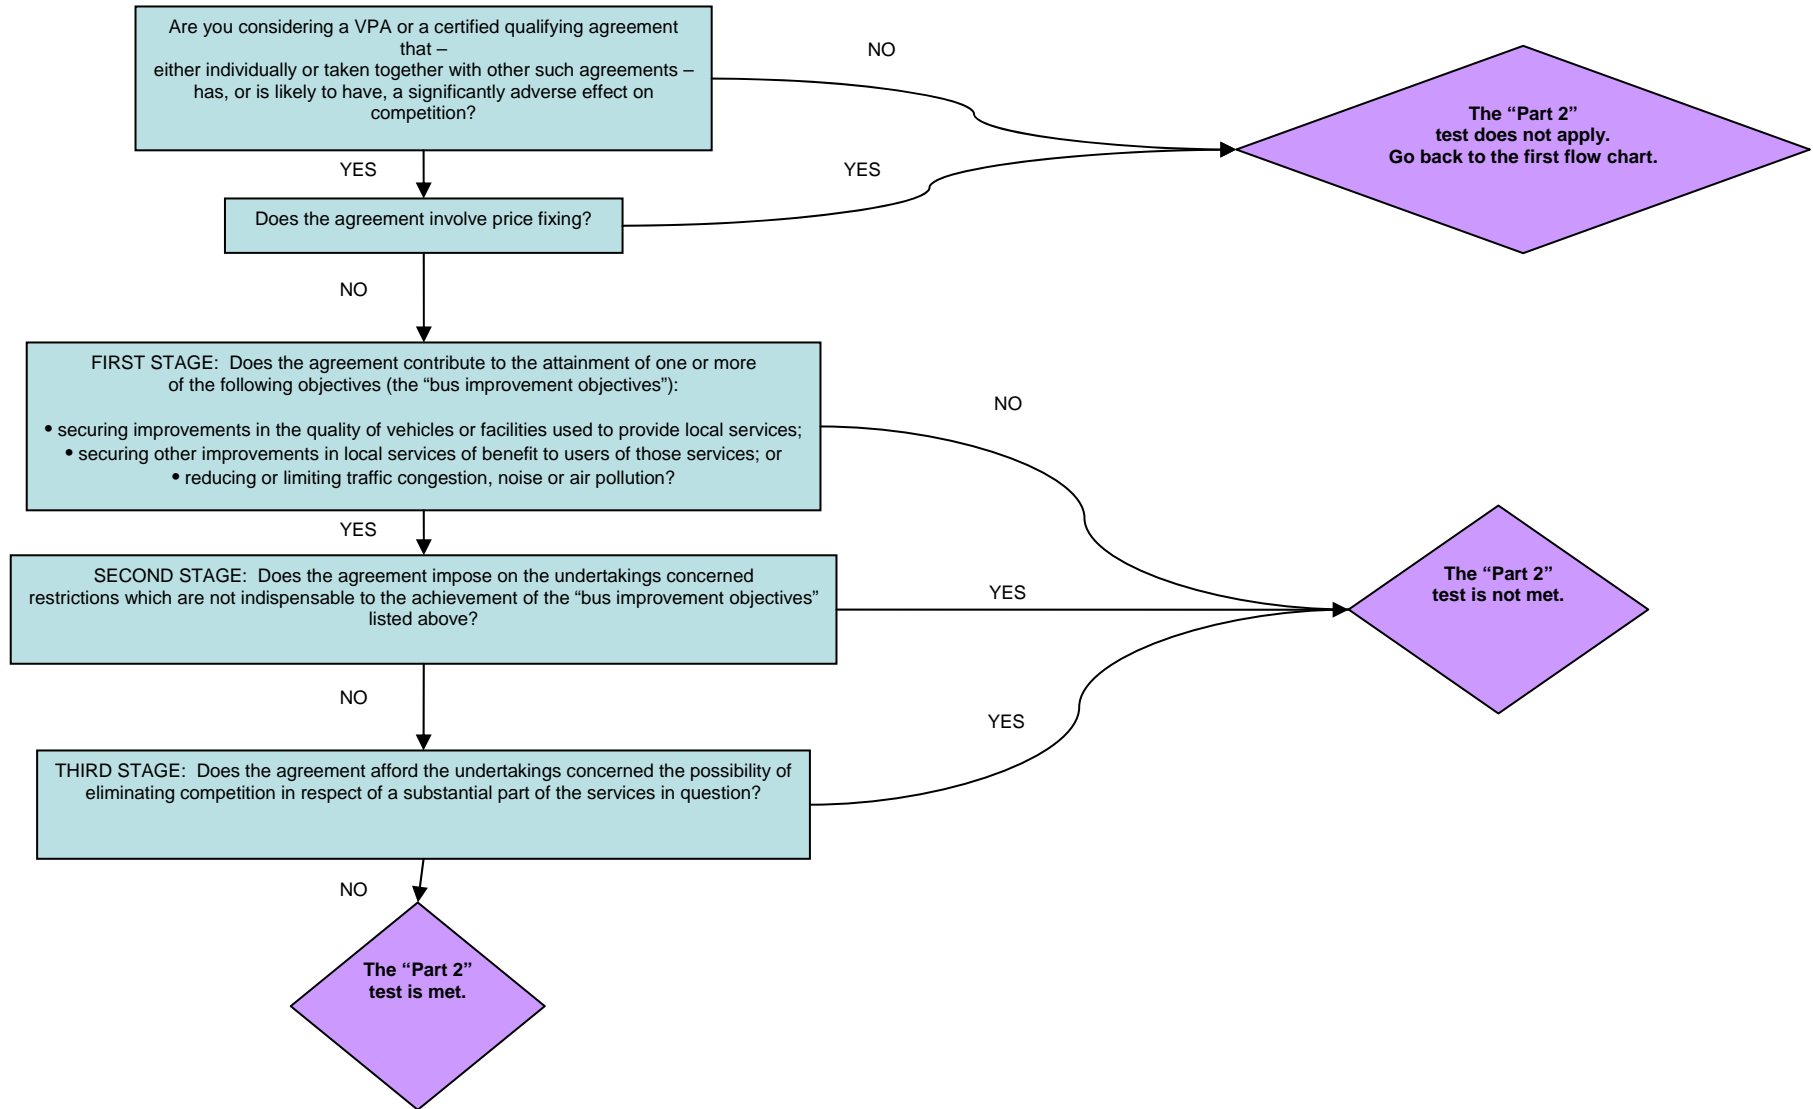 Are you considering a VPA or a certified qualifying agreement
that –
either individually or taken together with other such agreements –
has, or is likely to have, a significantly adverse effect on
competition?
NO
The “Part 2”
test does not apply.
Go back to the first flow chart.
YES
YES
Does the agreement involve price fixing?
NO
FIRST STAGE:  Does the agreement contribute to the attainment of one or more
of the following objectives (the “bus improvement objectives”):
• securing improvements in the quality of vehicles or facilities used to provide local services;
• securing other improvements in local services of benefit to users of those services; or
• reducing or limiting traffic congestion, noise or air pollution?
NO
YES
SECOND STAGE:  Does the agreement impose on the undertakings concerned
restrictions which are not indispensable to the achievement of the “bus improvement objectives”
listed above?
YES
The “Part 2”
test is not met.
NO
YES
THIRD STAGE:  Does the agreement afford the undertakings concerned the possibility of
eliminating competition in respect of a substantial part of the services in question?
NO
The “Part 2”
test is met.